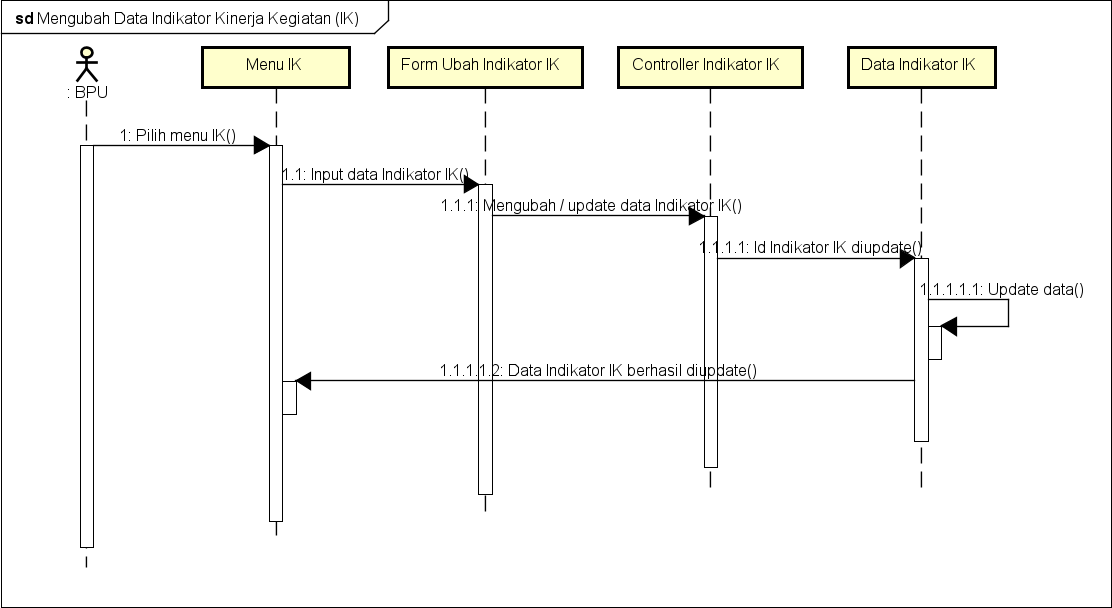 sd Mengubah Data Indikator Kinerja Kegiatan (IK)
: BPU
Menu IK
Form Ubah Indikator IK
Controller Indikator IK
Data Indikator IK
1: Pilih menu IK()
1.1: Input data Indikator IK()
1.1.1: Mengubah / update data Indikator IK()
1.1.1.1: Id Indikator IK diupdate()
1.1.1.1.1: Update data()
1.1.1.1.2: Data Indikator IK berhasil diupdate()